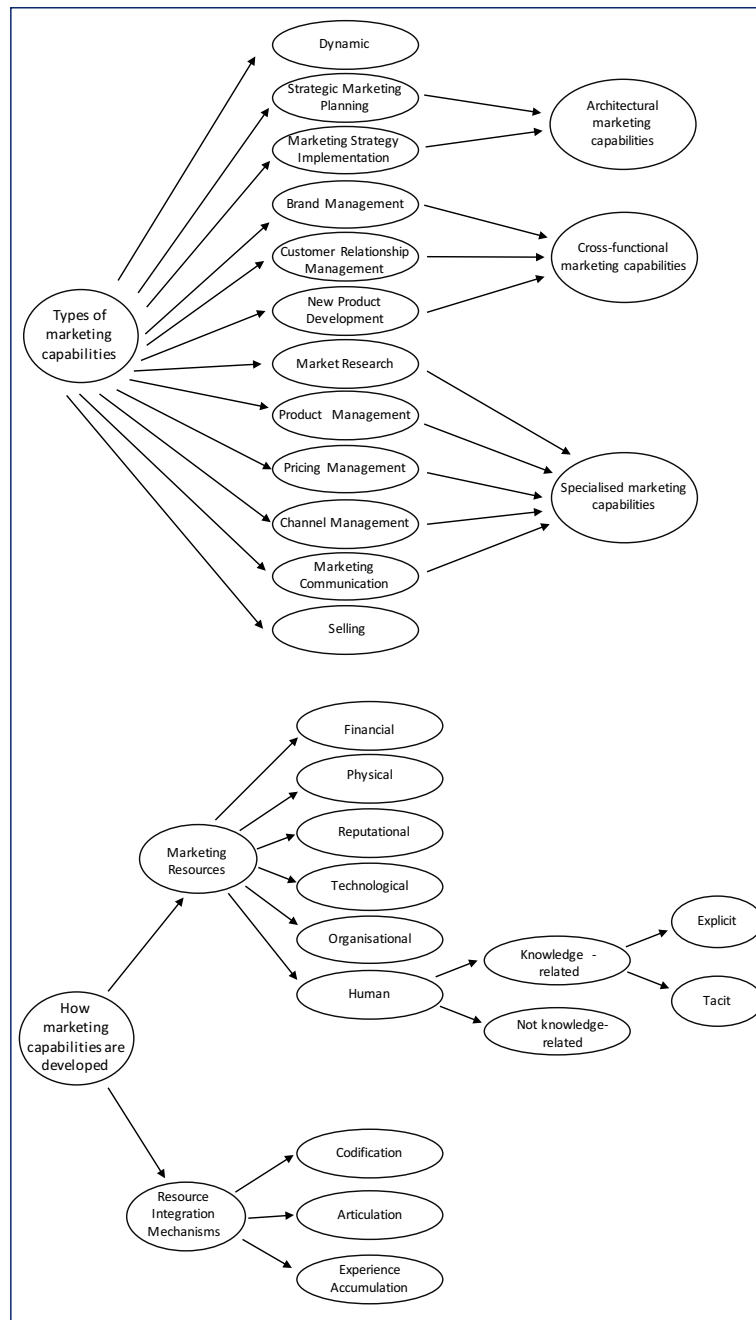 Dynamic
Strategic Marketing
Planning
Marketing Strategy
Implementation
Architectural
marketing
capabilities
Brand Management
Customer Relationship
Management
New Product
Development
Cross-functional
marketing capabilities
Types of
marketing
capabilities
Market Research
Product Management
Pricing Management
Channel Management
Marketing
Communication
Selling
Specialised marketing
capabilities
Financial
Physical
Reputational
Technological
Organisational
Human
Marketing
Resources
Knowledge -
related
Not knowledge-
related
Explicit
Tacit
How
marketing
capabilities are
developed
Resource
Integration
Mechanisms
Codification
Articulation
Experience
Accumulation